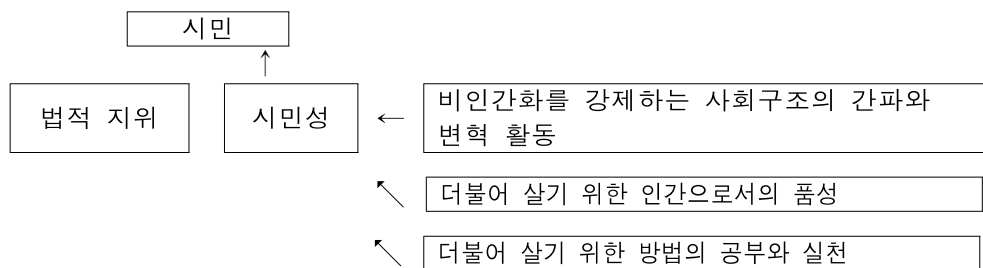 시민
↑
법적 지위
시민성
←
비인간화를 강제하는 사회구조의 간파와
변혁 활동
↖
더불어 살기 위한 인간으로서의 품성
↖
더불어 살기 위한 방법의 공부와 실천